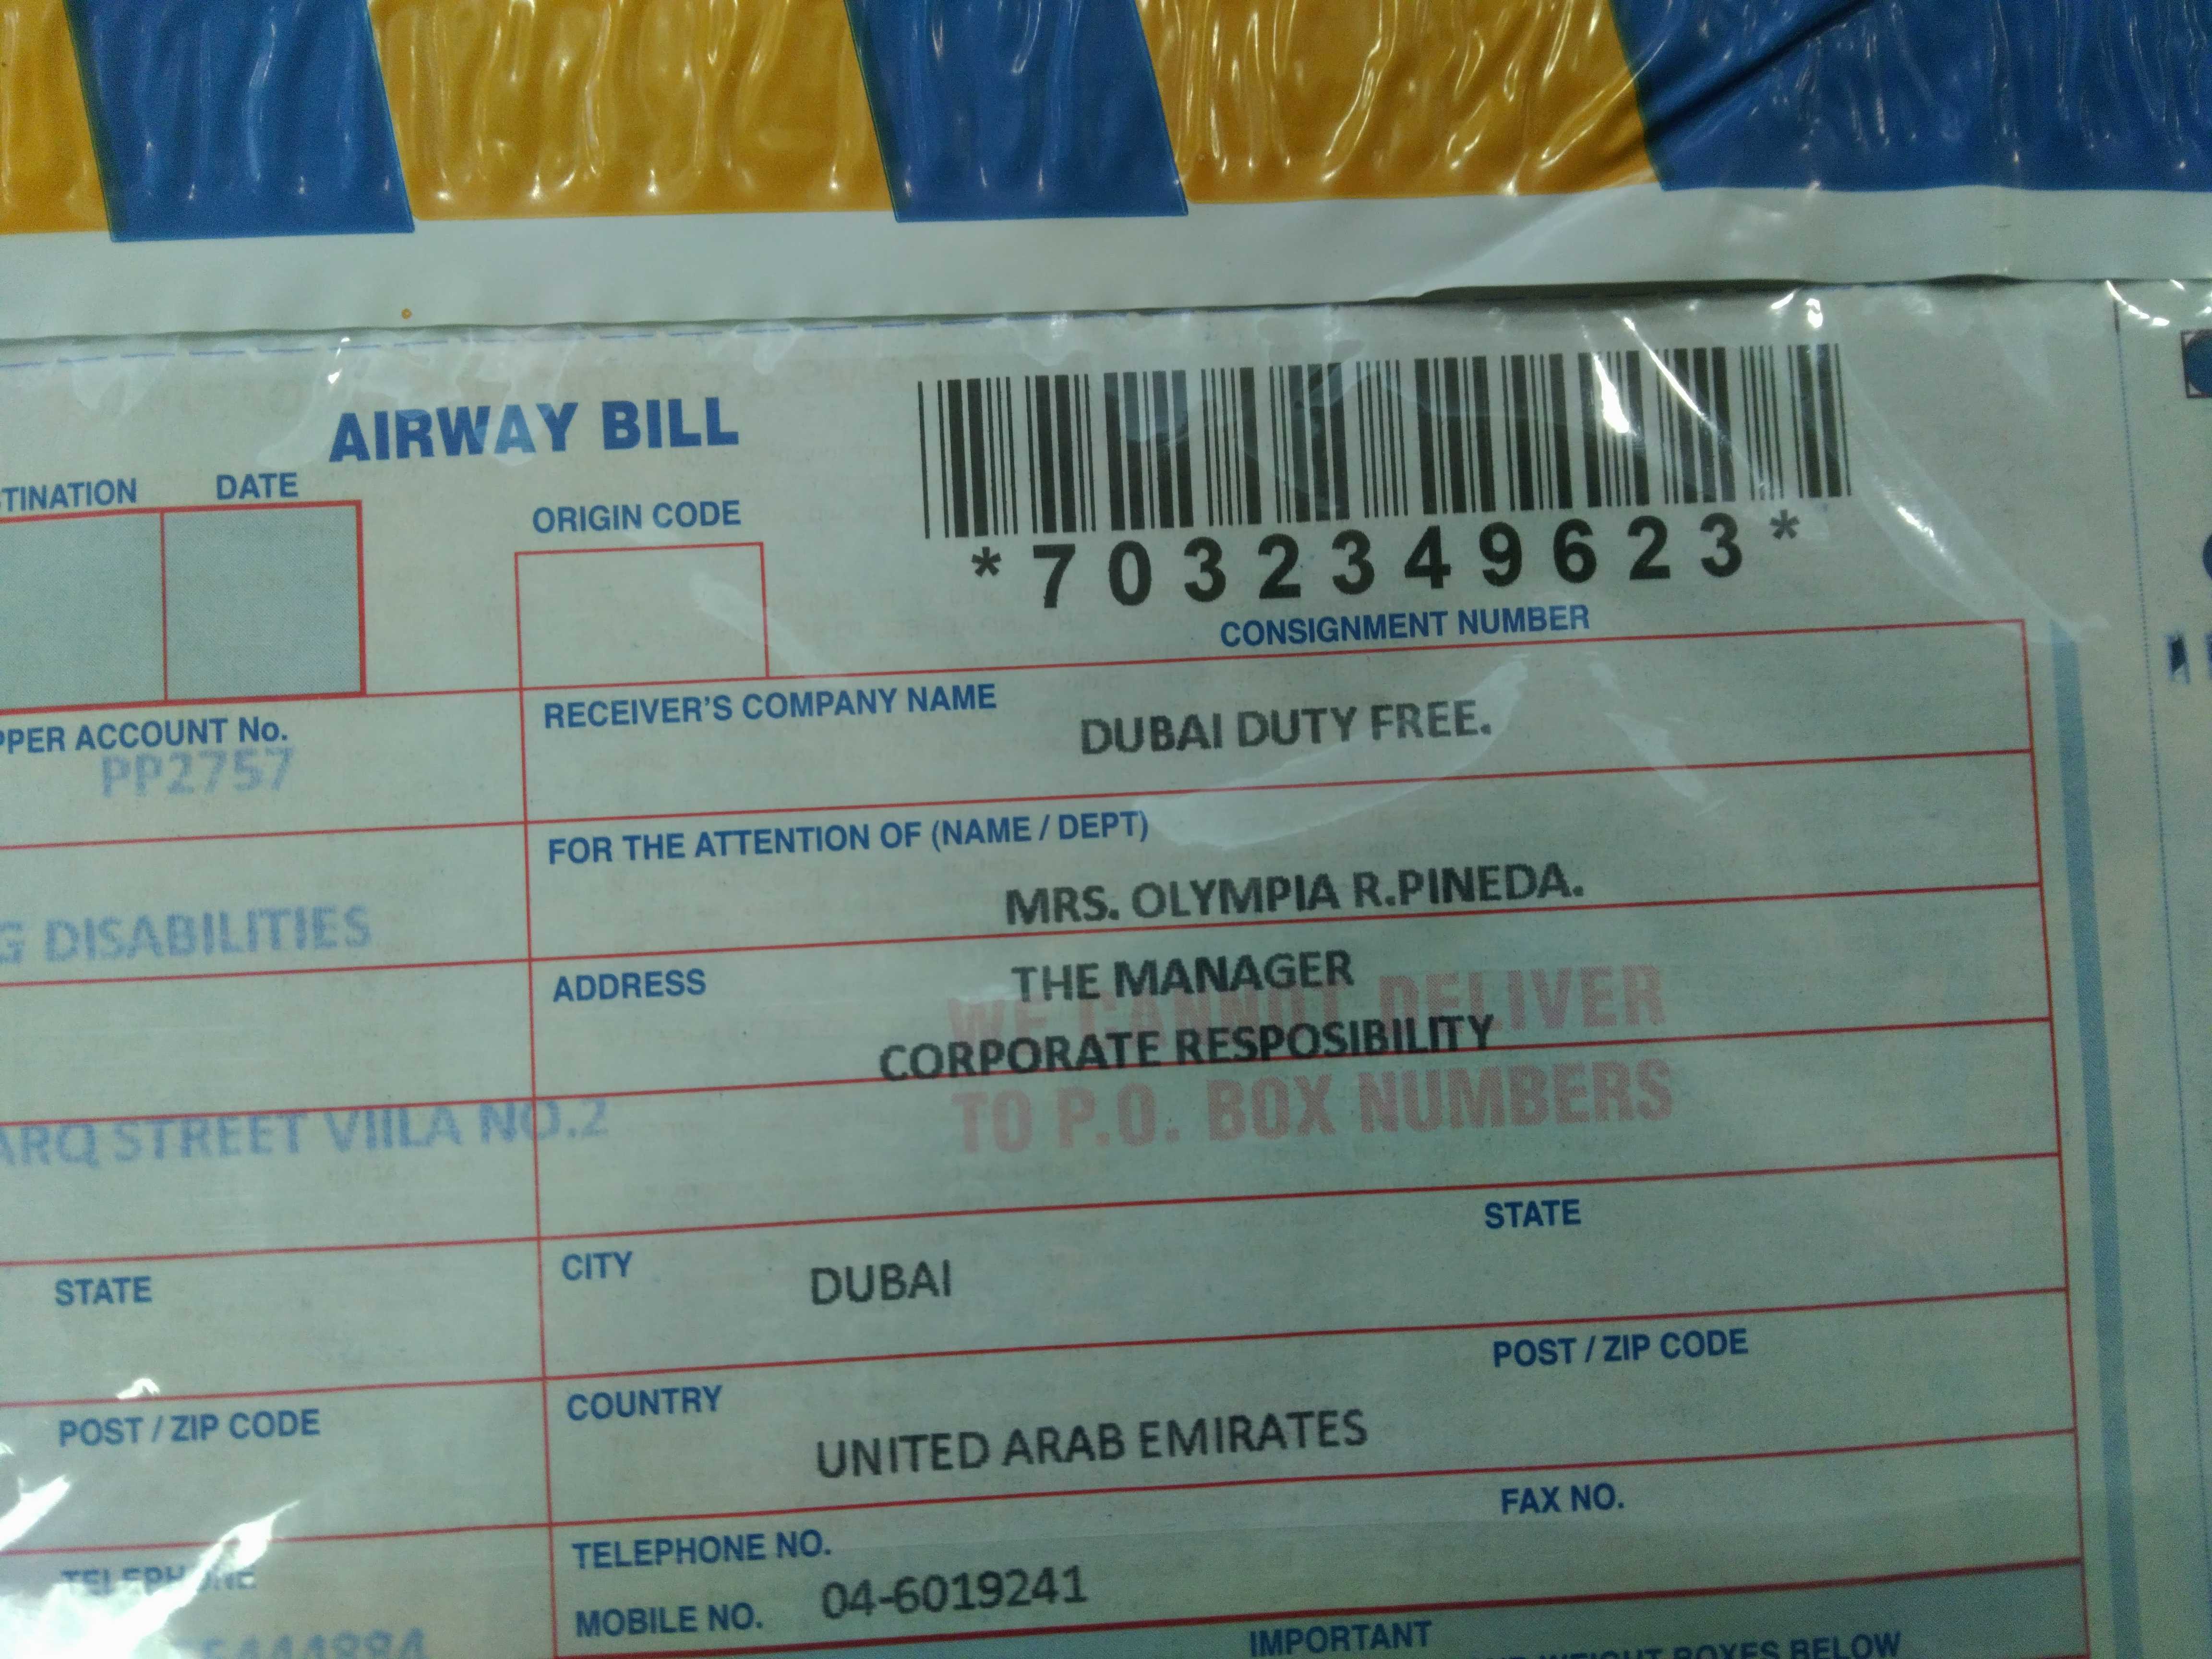 AIRWAY BILL
TINATION DATE
ORIGIN CODE
*7032349623*
CONSIGNMENT NUMBER
PPER ACCOUNT No.
PP2757
RECEIVER'S COMPANY NAME
DUBAI DUTY FREE.
FOR THE ATTENTION OF (NAME / DEPT)
MRS. OLYMPIA R.PINEDA.
G DISABILITIES
ADDRESS
THE MANAGER
WE CANNOT DELIVER
CORPORATE RESPOSIBILITY
TO P.O. BOX NUMBERS
ARQ STREET VIILA NO.2
STATE
CITY
DUBAI
STATE
POST / ZIP CODE
COUNTRY
UNITED ARAB EMIRATES
POST / ZIP CODE
TELEPHONE
TELEPHONE NO.
FAX NO.
MOBILE NO.
04-6019241
IMPORTANT
BOXES BELOW